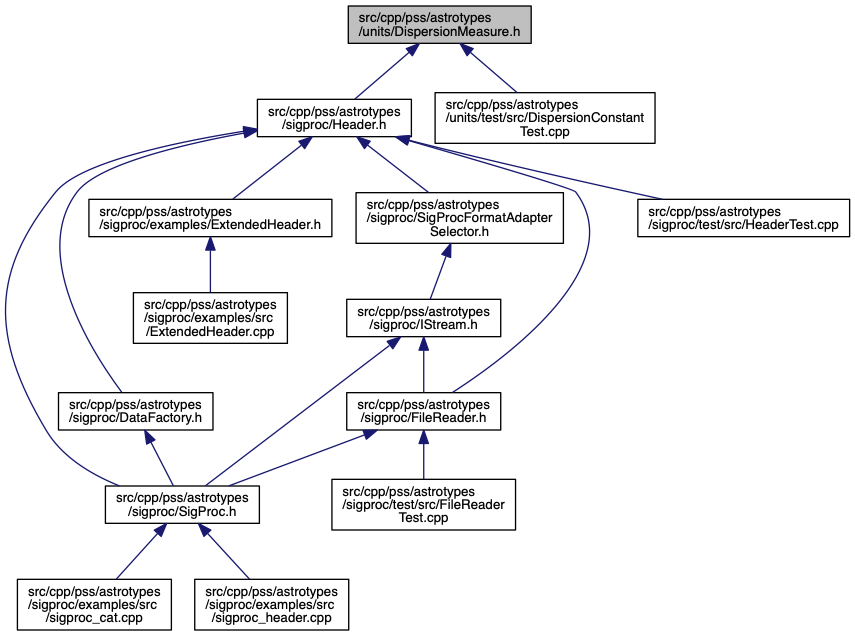 src/cpp/pss/astrotypes
/units/DispersionMeasure.h
src/cpp/pss/astrotypes
/sigproc/Header.h
src/cpp/pss/astrotypes
/units/test/src/DispersionConstant
Test.cpp
src/cpp/pss/astrotypes
/sigproc/examples/ExtendedHeader.h
src/cpp/pss/astrotypes
/sigproc/SigProcFormatAdapter
Selector.h
src/cpp/pss/astrotypes
/sigproc/test/src/HeaderTest.cpp
src/cpp/pss/astrotypes
/sigproc/examples/src
/ExtendedHeader.cpp
src/cpp/pss/astrotypes
/sigproc/IStream.h
src/cpp/pss/astrotypes
/sigproc/DataFactory.h
src/cpp/pss/astrotypes
/sigproc/FileReader.h
src/cpp/pss/astrotypes
/sigproc/SigProc.h
src/cpp/pss/astrotypes
/sigproc/test/src/FileReader
Test.cpp
src/cpp/pss/astrotypes
/sigproc/examples/src
/sigproc_cat.cpp
src/cpp/pss/astrotypes
/sigproc/examples/src
/sigproc_header.cpp